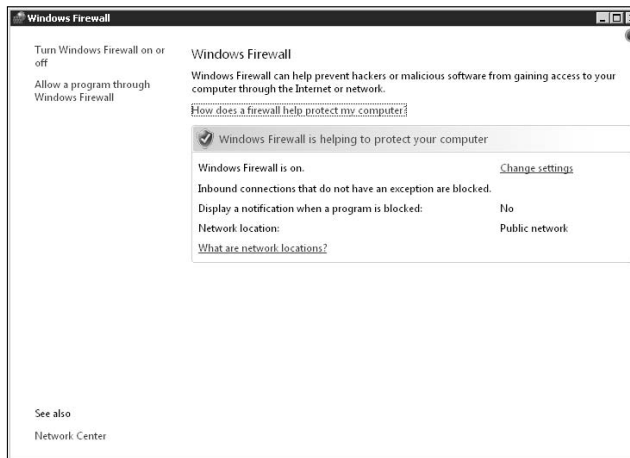 Windows Firewall
Turn Windows Firewall on or
off
Allow a program through
Windows Firewall
Windows Firewall
Windows Firewall can help prevent hackers or malicious software from gaining access to your
computer through the Internet or network.
How does a firewall help protect my computer?
Windows Firewall is helping to protect your computer
Windows Firewall is on.
Change settings
Inbound connections that do not have an exception are blocked.
Display a notification when a program is blocked:
No
Network location:
Public network
What are network locations?
See also
Network Center